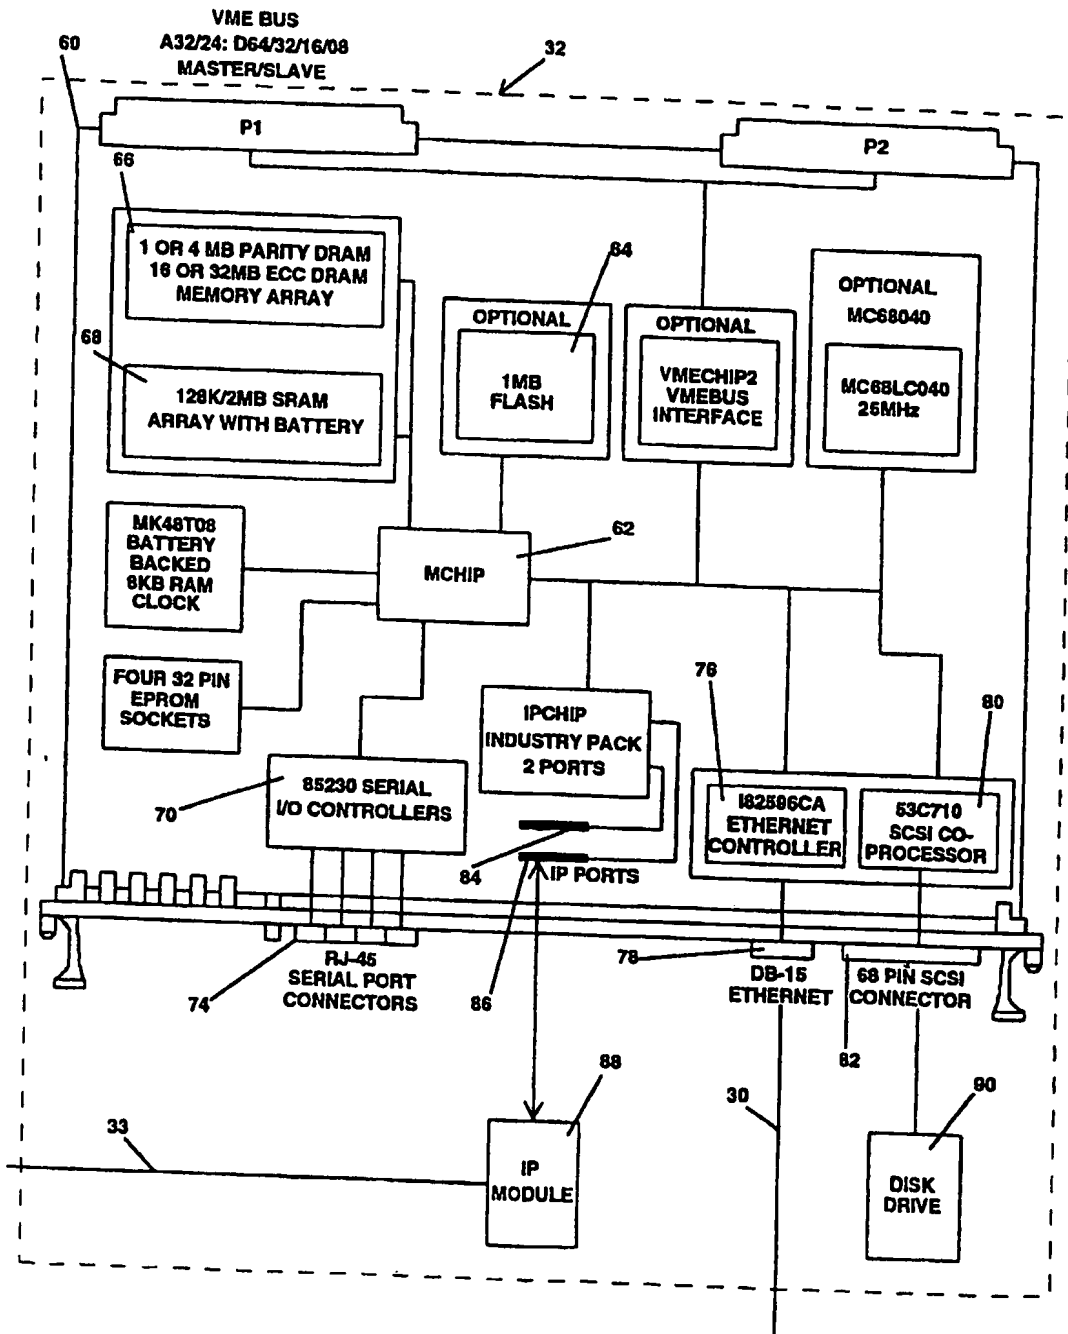 VME BUS
A32/24: D64/32/16/08
MASTER/SLAVE
60
32
P1
P2
66
1 OR 4 MB PARITY DRAM
16 OR 32MB ECC DRAM
MEMORY ARRAY
64
OPTIONAL
1MB
FLASH
OPTIONAL
VMECHIP2
VMEBUS
INTERFACE
OPTIONAL
MC68040
MC68LC040
25MHz
68
128K/2MB SRAM
ARRAY WITH BATTERY
MK48T08
BATTERY
BACKED
8KB RAM
CLOCK
MCHIP
62
FOUR 32 PIN
EPROM
SOCKETS
IPCHIP
INDUSTRY PACK
2 PORTS
76
80
70
85230 SERIAL
I/O CONTROLLERS
I82596CA
ETHERNET
CONTROLLER
53C710
SCSI CO-
PROCESSOR
84
IP PORTS
74
RJ-45
SERIAL PORT
CONNECTORS
86
78
DB-15
ETHERNET
68 PIN SCSI
CONNECTOR
82
88
30
90
33
IP
MODULE
DISK
DRIVE